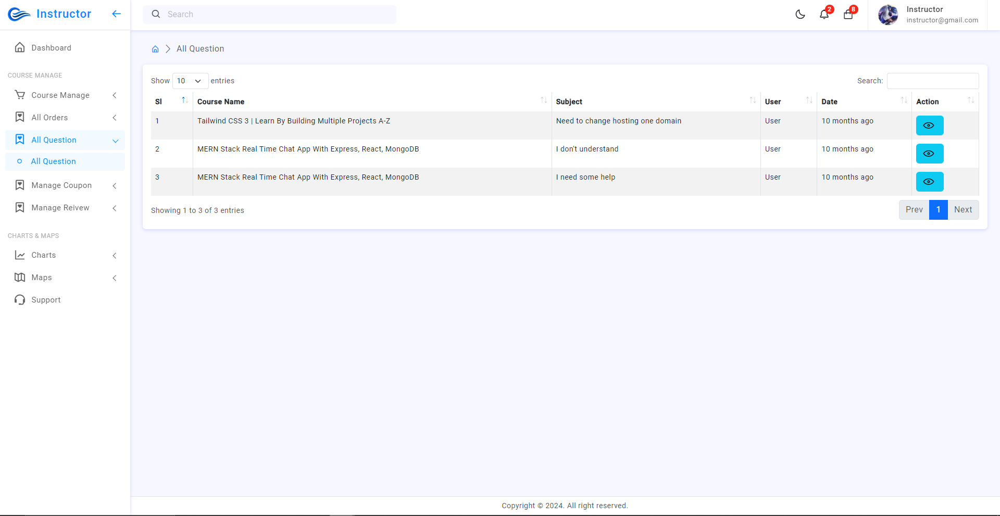 Instructor
Search
2
8
Instructor
instructor@gmail.com
Dashboard
COURSE MANAGE
Course Manage
All Orders
All Question
All Question
Manage Coupon
Manage Reivew
CHARTS & MAPS
Charts
Maps
Support
All Question
Show 10 entries
Search:
Sl Course Name Subject User Date Action
1 Tailwind CSS 3 | Learn By Building Multiple Projects A-Z Need to change hosting one domain User 10 months ago
2 MERN Stack Real Time Chat App With Express, React, MongoDB I don't understand User 10 months ago
3 MERN Stack Real Time Chat App With Express, React, MongoDB I need some help User 10 months ago
Showing 1 to 3 of 3 entries
Prev 1 Next
Copyright © 2024. All right reserved.